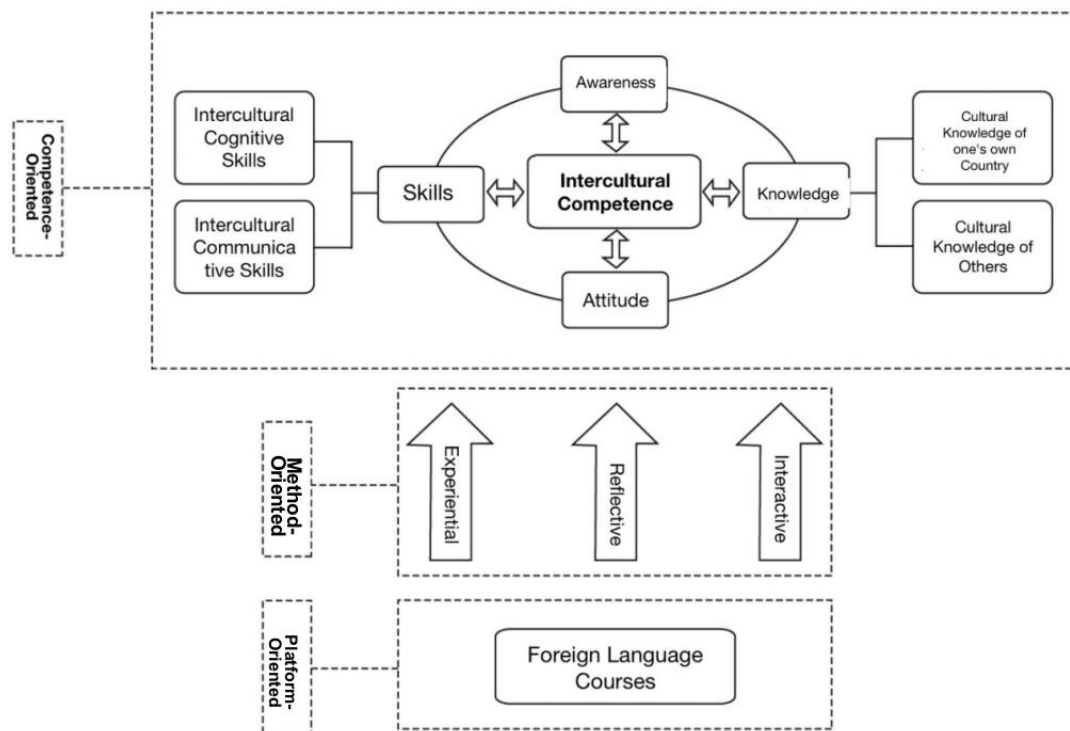 Competence-
Oriented
Intercultural
Cognitive
Skills
Intercultural
Communica
tive Skills
Skills
Awareness
Intercultural
Competence
Attitude
Knowledge
Cultural
Knowledge of
one's own
Country
Cultural
Knowledge of
Others
Method-
Oriented
Experiential
Reflective
Interactive
Platform-
Oriented
Foreign Language
Courses